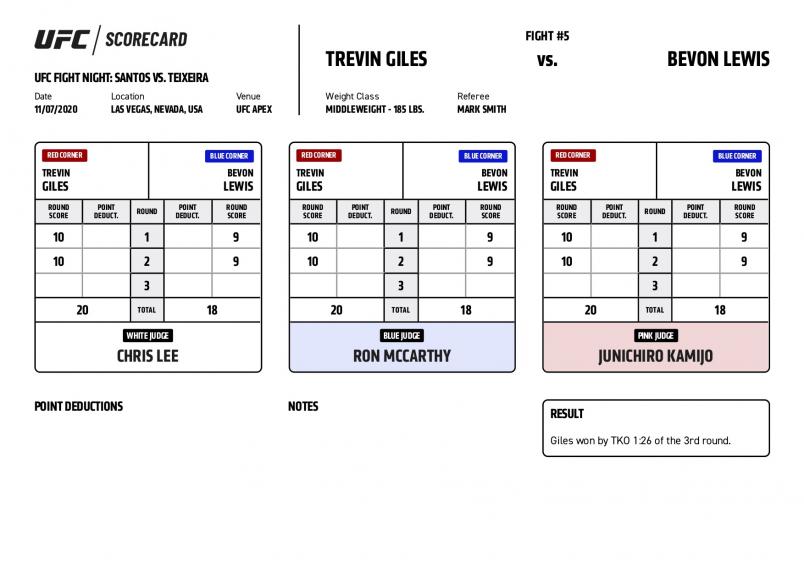 UFC SCORECARD
UFC FIGHT NIGHT: SANTOS VS. TEIXEIRA
Date Location Venue
11/07/2020 LAS VEGAS, NEVADA, USA UFC APEX
FIGHT #5
TREVIN GILES vs. BEVON LEWIS
Weight Class Referee
MIDDLEWEIGHT - 185 LBS. MARK SMITH
RED CORNER BLUE CORNER
TREVIN BEVON
GILES LEWIS
ROUND POINT ROUND POINT ROUND
SCORE DEDUCT. DEDUCT. SCORE
10 1 9
10 2 9
3
20 TOTAL 18
WHITE JUDGE
CHRIS LEE
RED CORNER BLUE CORNER
TREVIN BEVON
GILES LEWIS
ROUND POINT ROUND POINT ROUND
SCORE DEDUCT. DEDUCT. SCORE
10 1 9
10 2 9
3
20 TOTAL 18
BLUE JUDGE
RON MCCARTHY
RED CORNER BLUE CORNER
TREVIN BEVON
GILES LEWIS
ROUND POINT ROUND POINT ROUND
SCORE DEDUCT. DEDUCT. SCORE
10 1 9
10 2 9
3
20 TOTAL 18
PINK JUDGE
JUNICHIRO KAMIJO
POINT DEDUCTIONS
NOTES
RESULT
Giles won by TKO 1:26 of the 3rd round.